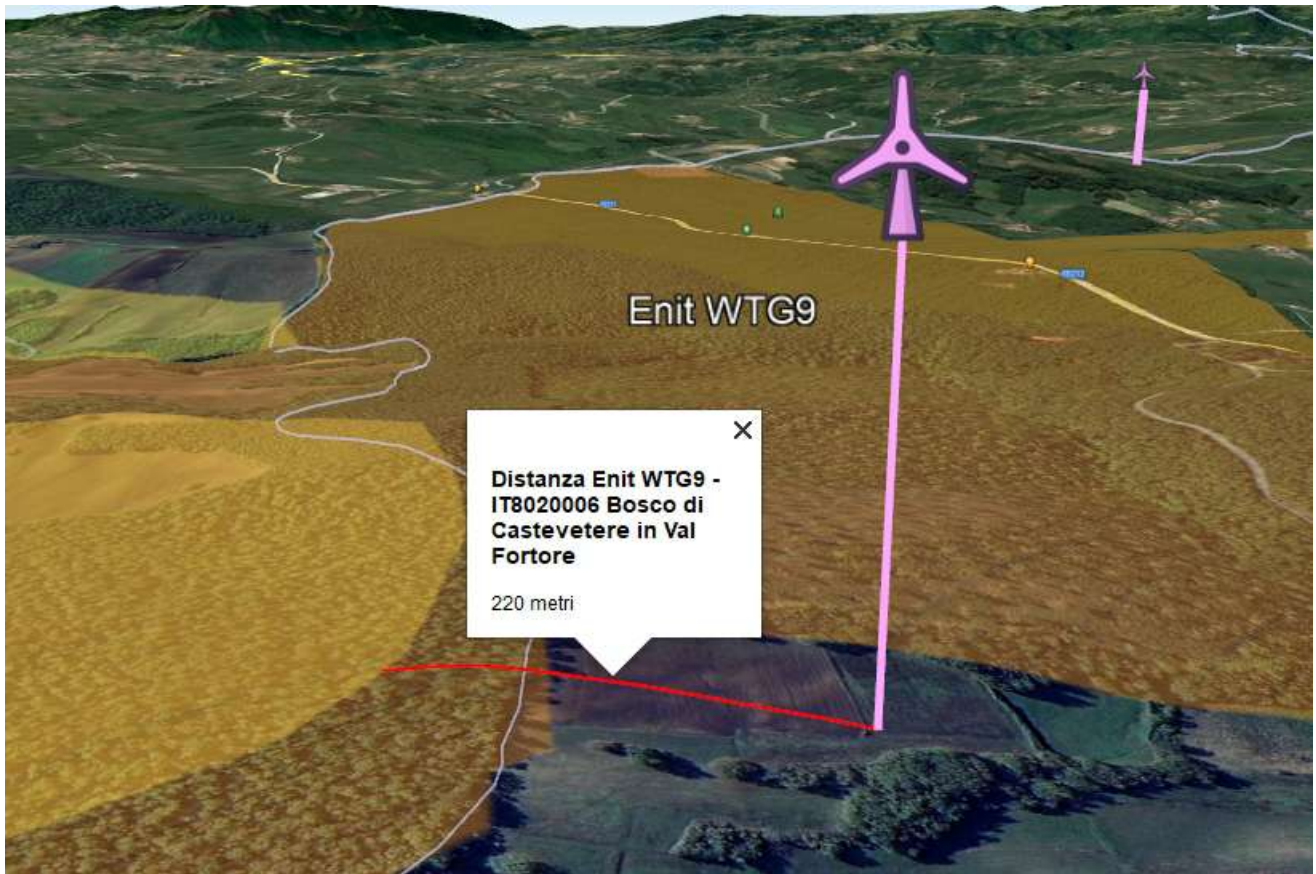 Enit WTG9
Distanza Enit WTG9 -
IT8020006 Bosco di
Castevetere in Val
Fortore
220 metri